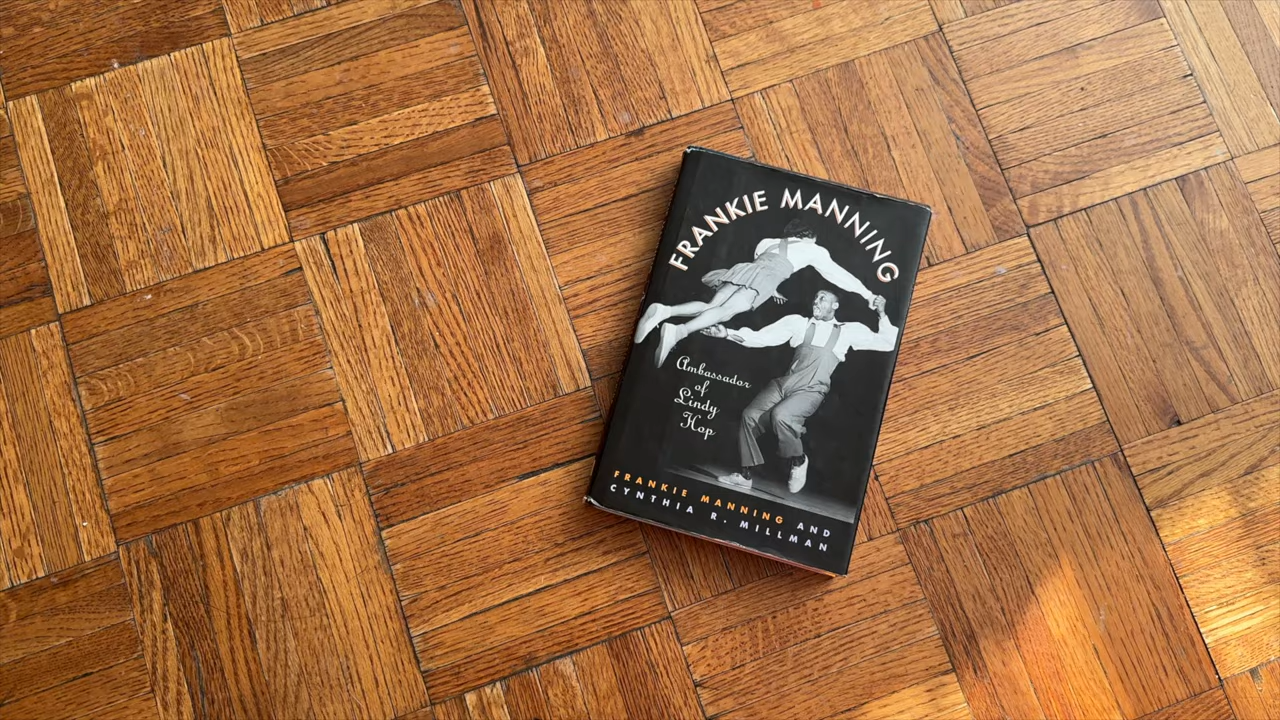 FRANKIE MANNING
Ambassador
of
Lindy
Hop
FRANKIE MANNING AND
CYNTHIA R. MILLMAN